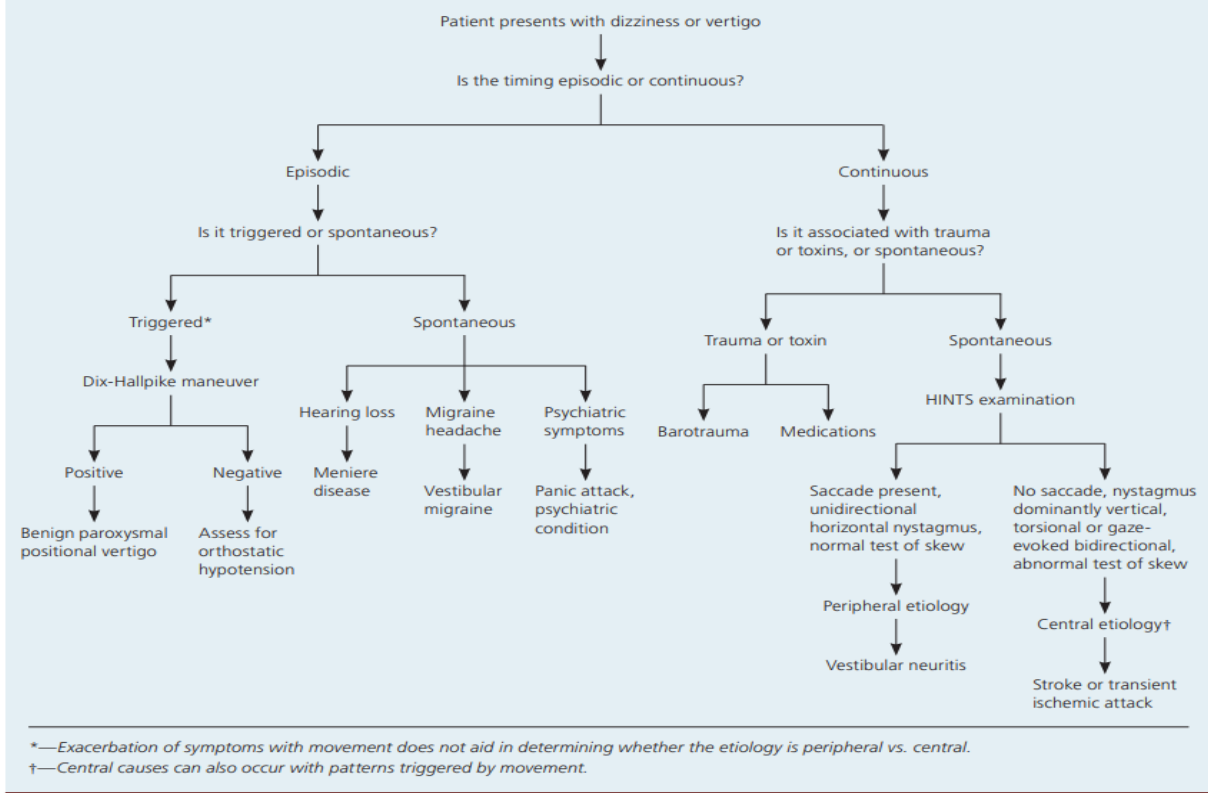 Patient presents with dizziness or vertigo
Is the timing episodic or continuous?
Episodic
Continuous
Is it triggered or spontaneous?
Is it associated with trauma
or toxins, or spontaneous?
Triggered*
Spontaneous
Trauma or toxin
Spontaneous
Dix-Hallpike maneuver
HINTS examination
Hearing loss
Migraine
headache
Psychiatric
symptoms
Barotrauma
Medications
Positive
Negative
Meniere
disease
Vestibular
migraine
Panic attack,
psychiatric
condition
Saccade present,
unidirectional
horizontal nystagmus,
normal test of skew
No saccade, nystagmus
dominantly vertical,
torsional or gaze-
evoked bidirectional,
abnormal test of skew
Benign paroxysmal
positional vertigo
Assess for
orthostatic
hypotension
Peripheral etiology
Central etiology†
Vestibular neuritis
Stroke or transient
ischemic attack
*—Exacerbation of symptoms with movement does not aid in determining whether the etiology is peripheral vs. central.
†—Central causes can also occur with patterns triggered by movement.